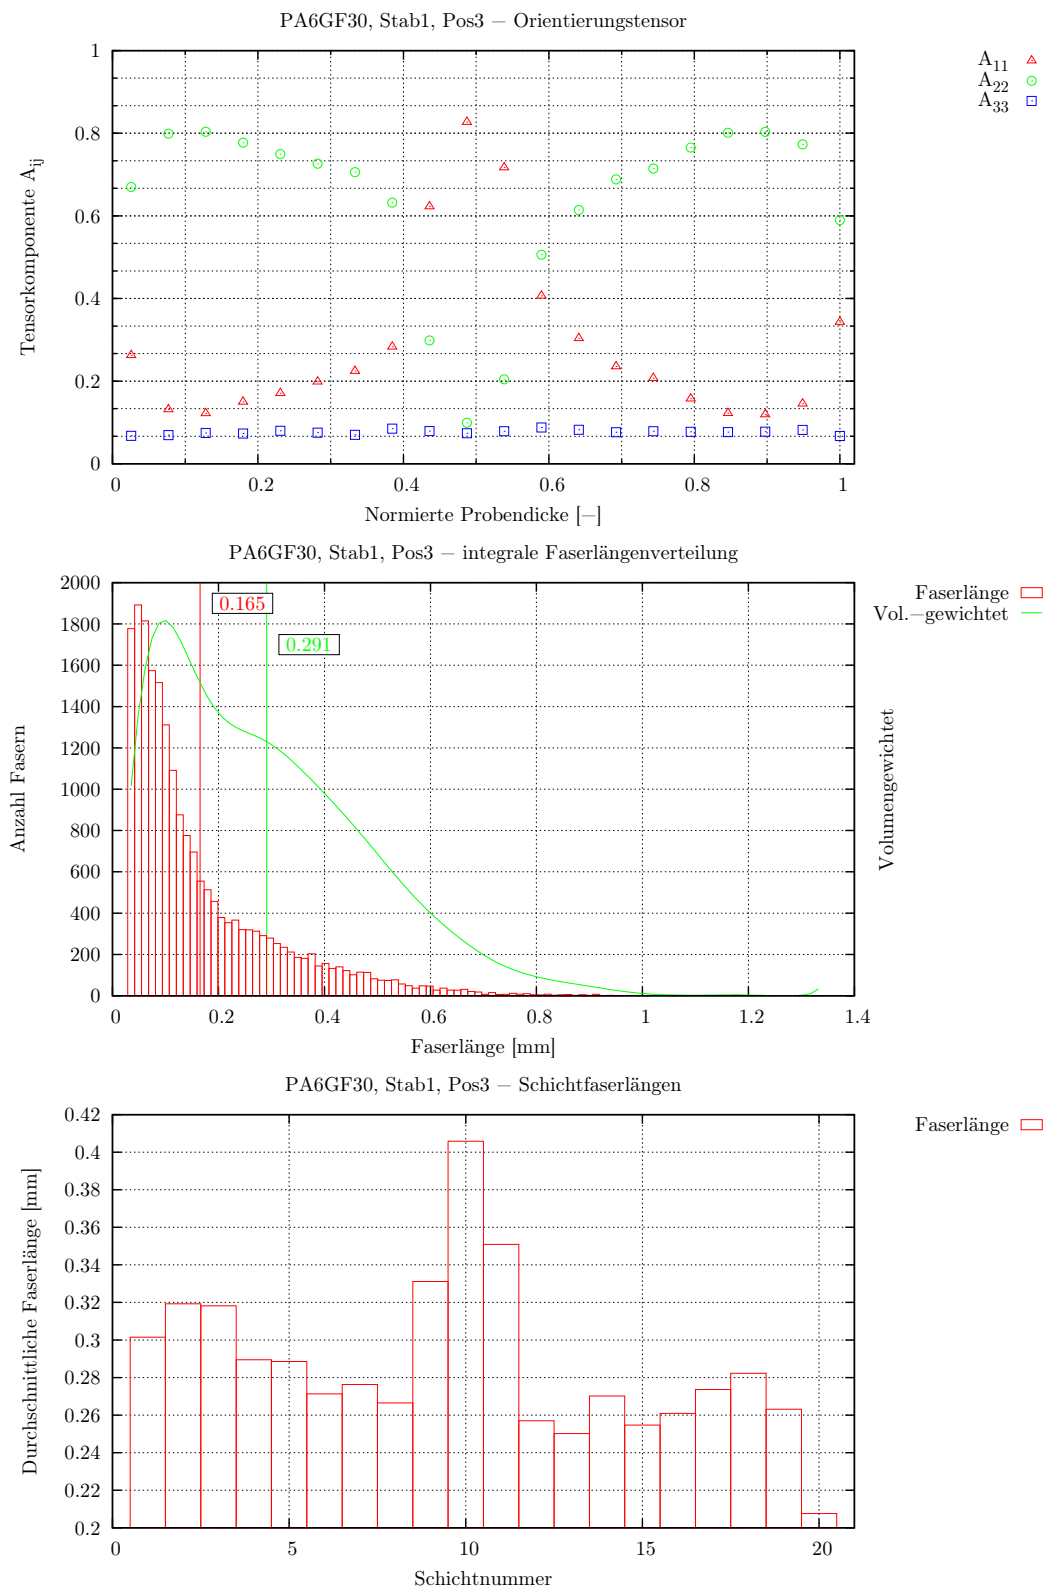 PA6GF30, Stab1, Pos3 − Orientierungstensor
A11
A22
A33
Tensorkomponente Aij
1
0.8
0.6
0.4
0.2
0
0 0.2 0.4 0.6 0.8 1
Normierte Probendicke [−]
PA6GF30, Stab1, Pos3 − integrale Faserlängenverteilung
Faserlänge
Vol.−gewichtet
0.165
0.291
Anzahl Fasern
2000
1800
1600
1400
1200
1000
800
600
400
200
0
Volumengewichtet
0 0.2 0.4 0.6 0.8 1 1.2 1.4
Faserlänge [mm]
PA6GF30, Stab1, Pos3 − Schichtfaserlängen
Faserlänge
Durchschnittliche Faserlänge [mm]
0.42
0.4
0.38
0.36
0.34
0.32
0.3
0.28
0.26
0.24
0.22
0.2
0 5 10 15 20
Schichtnummer